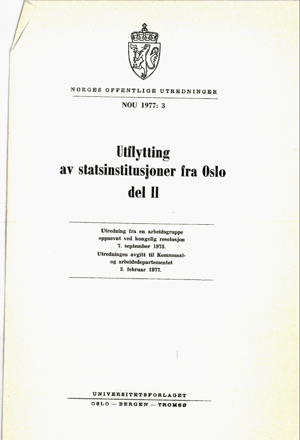 NORGES OFFENTLIGE UTREDNINGER
NOU 1977: 3
Utflytting
av statsinstitusjoner fra Oslo
del II
Utredning fra en arbeidsgruppe
oppnevnt ved kongelig resolusjon
7. september 1973.
Utredningen avgitt til Kommunal-
og arbeidsdepartementet
3. februar 1977.
UNIVERSITETSFORLAGET
OSLO — BERGEN — TROMSØ